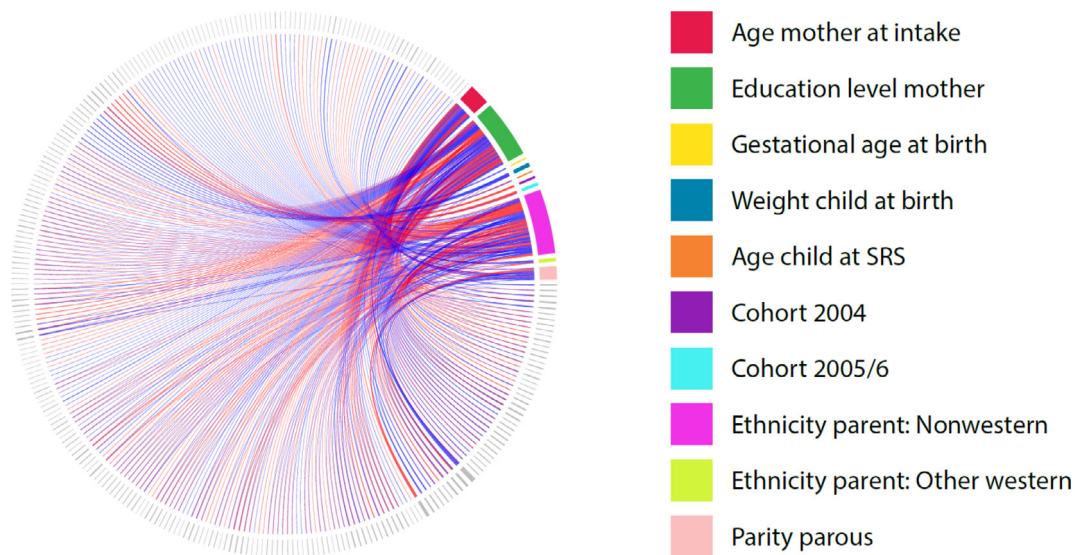 Age mother at intake
Education level mother
Gestational age at birth
Weight child at birth
Age child at SRS
Cohort 2004
Cohort 2005/6
Ethnicity parent: Nonwestern
Ethnicity parent: Other western
Parity parous